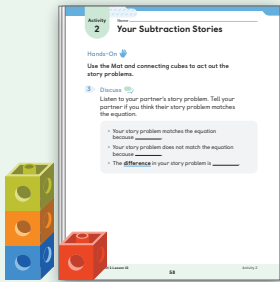 Activity
2
Name
Your Subtraction Stories
Hands-On
Use the Mat and connecting cubes to act out the
story problems.
3 Discuss
Listen to your partner's story problem. Tell your
partner if you think their story problem matches
the equation.
• Your story problem matches the equation
because ________.
• Your story problem does not match the equation
because ________.
• The difference in your story problem is ________.
Lesson
58
Activity 2